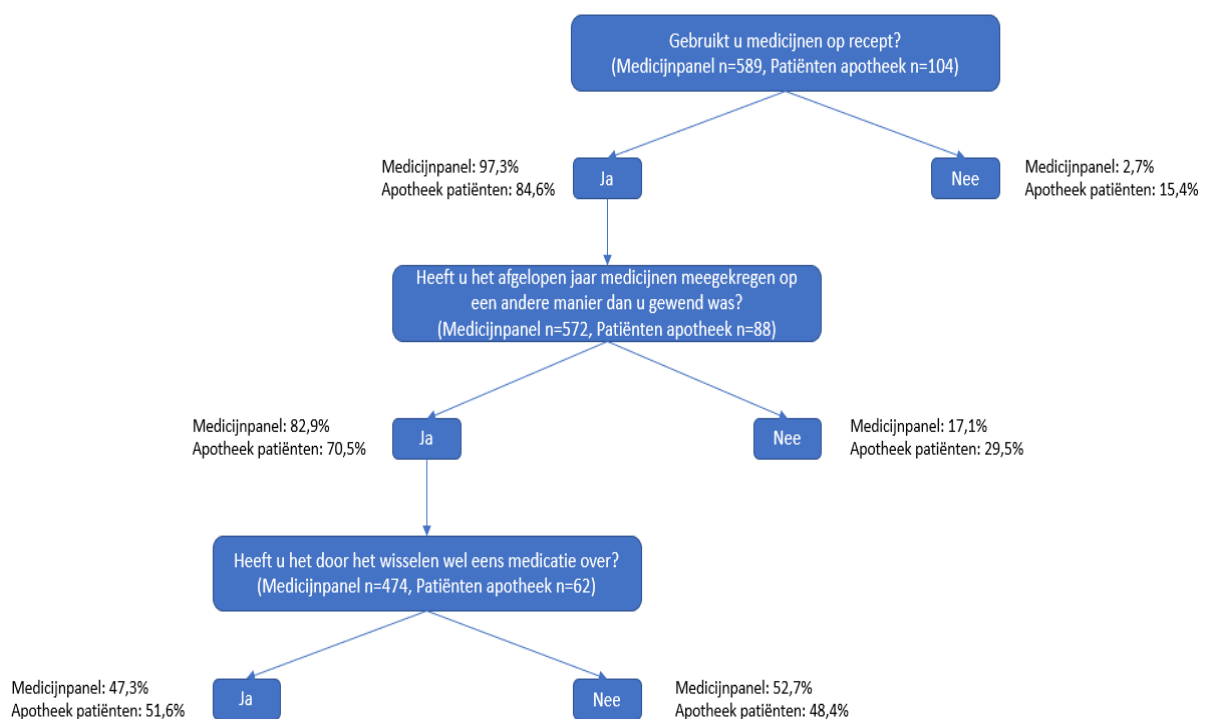 Gebruikt u medicijnen op recept?
(Medicijnpanel n=589, Patiënten apotheek n=104)
Medicijnpanel: 97,3%
Apotheek patiënten: 84,6%
Ja
Nee
Medicijnpanel: 2,7%
Apotheek patiënten: 15,4%
Heeft u het afgelopen jaar medicijnen meegekregen op
een andere manier dan u gewend was?
(Medicijnpanel n=572, Patiënten apotheek n=88)
Medicijnpanel: 82,9%
Apotheek patiënten: 70,5%
Ja
Nee
Medicijnpanel: 17,1%
Apotheek patiënten: 29,5%
Heeft u het door het wisselen wel eens medicatie over?
(Medicijnpanel n=474, Patiënten apotheek n=62)
Medicijnpanel: 47,3%
Apotheek patiënten: 51,6%
Ja
Nee
Medicijnpanel: 52,7%
Apotheek patiënten: 48,4%